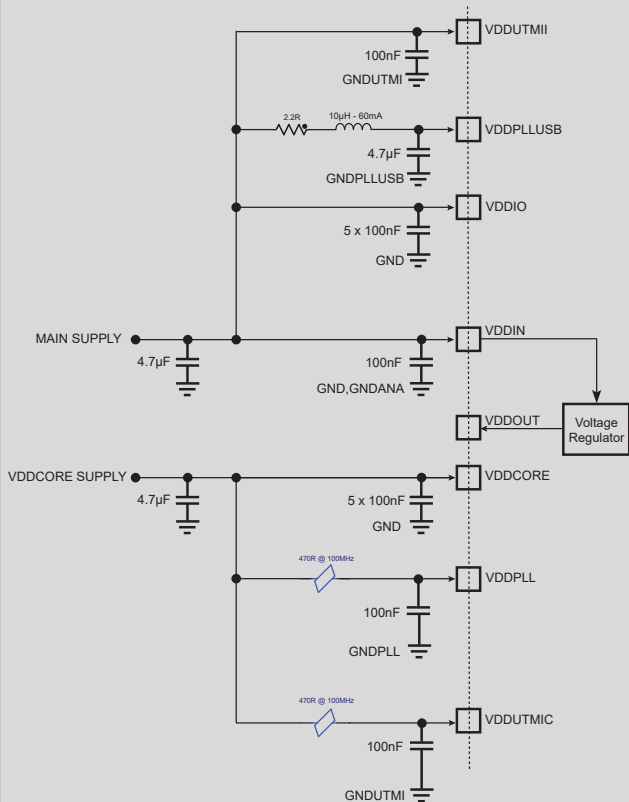 VDDUTMII
100nF
GNDUTMI
2.2R
10µH - 60mA
VDDPLLUSB
4.7µF
GNDPLLUSB
VDDIO
5 x 100nF
GND
MAIN SUPPLY
VDDIN
4.7µF
100nF
GND,GNDANA
VDDOUT
Voltage
Regulator
VDDCORE SUPPLY
VDDCORE
4.7µF
5 x 100nF
GND
470R @ 100MHz
VDDPLL
100nF
GNDPLL
470R @ 100MHz
VDDUTMIC
100nF
GNDUTMI